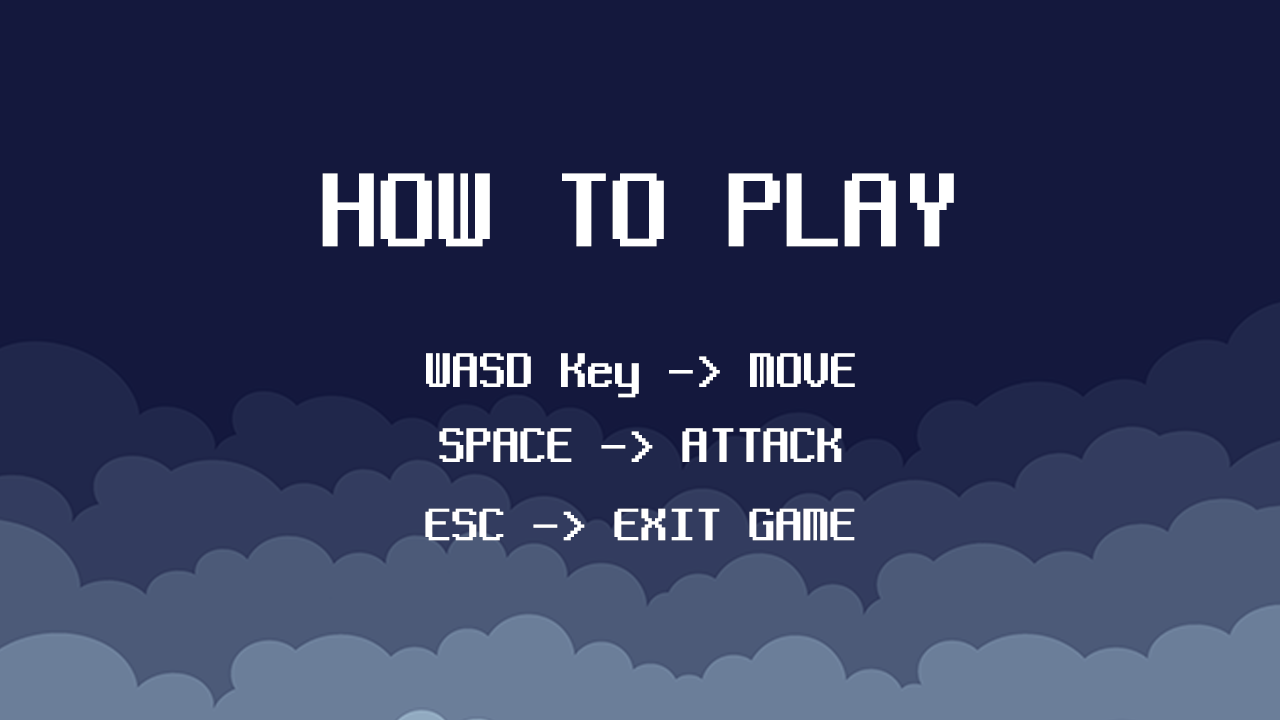 HOW TO PLAY
WASD Key -> MOVE
SPACE -> ATTACK
ESC -> EXIT GAME